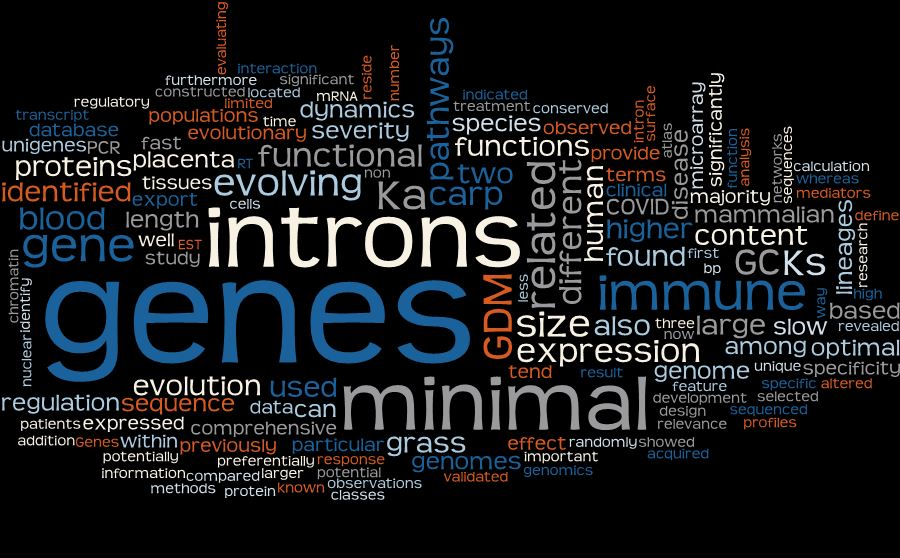 evaluating
interaction
furthermore significant
constructed located
reside
number
pathways
regulatory limited mRNA
populations time dynamics
treatment indicated conserved
transcript
database evolutionary severity
species observed
intron surface
unigenes PCR fast
functional functions provide
atlas disease microarray significantly
function analysis
networks sequences
proteins placenta RT
non two terms
calculation
whereas
identified tissues evolving
Ka carp
related different human clinical
majority mediators
export cells
COVID mammalian
lineages define
blood length introns
higher content
research
gene well EST
found first GC Ks
study bp
chromatin
nuclear identify
genes GDM less immune
way high
size also three large slow based
now revealed
expression among optimal
tend result genome unique specificity
evolution used minimal
feature specific altered
regulation sequence data can
development selected
design sequenced
patients expressed comprehensive
relevance profiles
addition Genes within previously particular grass effect randomly showed
potentially preferentially response genomes important acquired
information compared larger potential validated genomics
methods protein known observations
classes